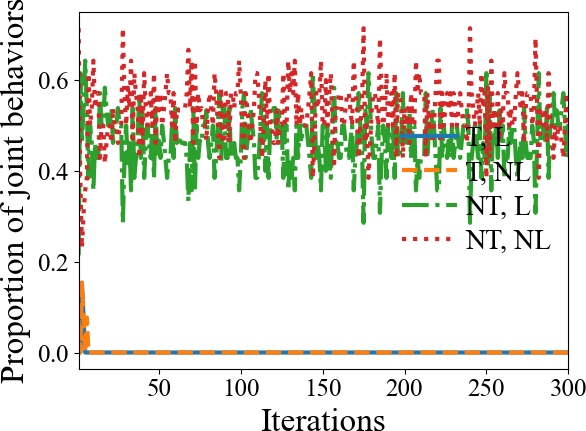 Proportion of joint behaviors
0.6
0.4
0.2
0.0
T, L
T, NL
NT, L
NT, NL
50 100 150 200 250 300
Iterations